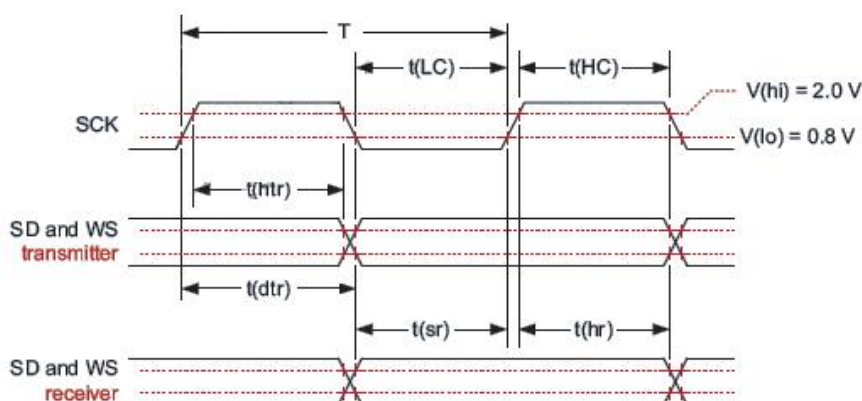 T
t(LC)
t(HC)
V(hi) = 2.0 V
SCK
V(lo) = 0.8 V
t(htr)
SD and WS
transmitter
t(dtr)
t(sr)
t(hr)
SD and WS
receiver